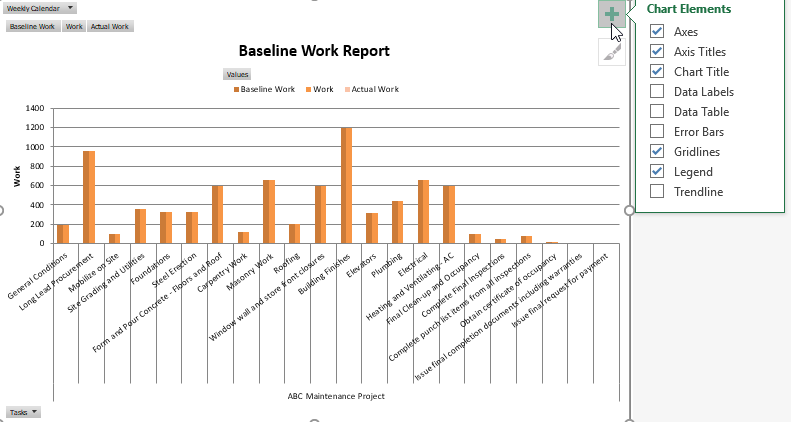 Weekly Calendar
Baseline Work Work Actual Work
Baseline Work Report
Values
Baseline Work Work Actual Work
1400
1200
1000
800
600
400
200
0
Work
General Conditions
Long Lead Procurement
Mobilize on Site
Site Grading and Utilities
Foundations
Steel Erection
Form and Pour Concrete - Floors and Roof
Carpentry Work
Masonry Work
Roofing
Window wall and store front closures
Building Finishes
Elevators
Plumbing
Electrical
Heating and Ventilating - AC
Final Clean-up and Occupancy
Complete Final Inspections
Complete punch list items from all inspections
Obtain certificate of occupancy
Issue final completion documents including warranties
Issue final request for payment
ABC Maintenance Project
Tasks
Chart Elements
Axes
Axis Titles
Chart Title
Data Labels
Data Table
Error Bars
Gridlines
Legend
Trendline